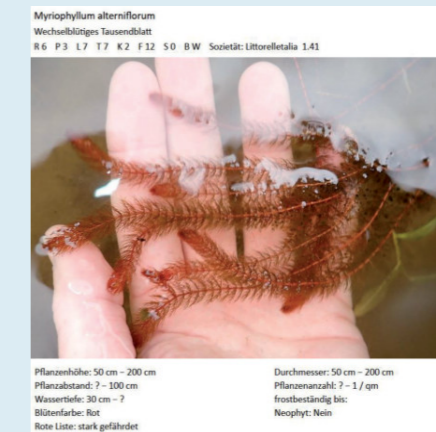 Myriophyllum alterniflorum
Wechselblütiges Tausendblatt
R 6 P 3 L 7 T 7 K 2 F 12 S 0 B W Sozietät: Littorelletalia 1.41
Pflanzenhöhe: 50 cm – 200 cm
Pflanzabstand: ? – 100 cm
Wassertiefe: 30 cm – ?
Blütenfarbe: Rot
Rote Liste: stark gefährdet
Durchmesser: 50 cm – 200 cm
Pflanzenanzahl: ? – 1 / qm
frostbeständig bis:
Neophyt: Nein